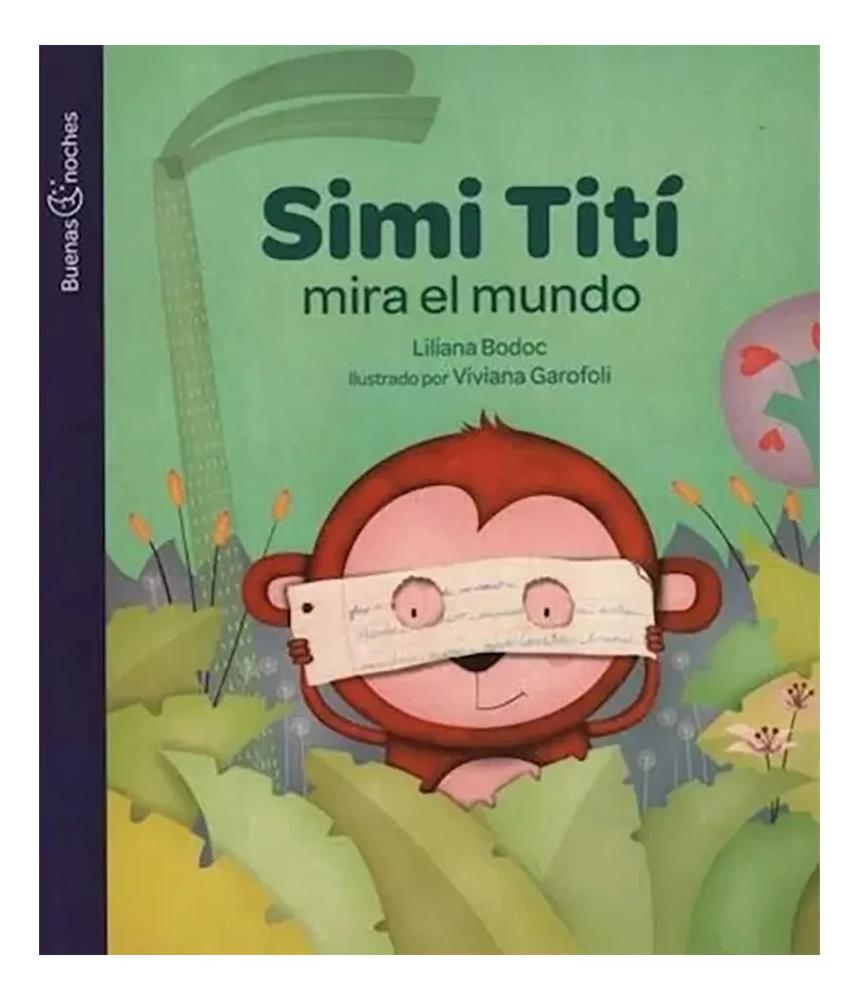 Buenas noches
Simi Tití
mira el mundo
Liliana Bodoc
Ilustrado por Viviana Garofoli